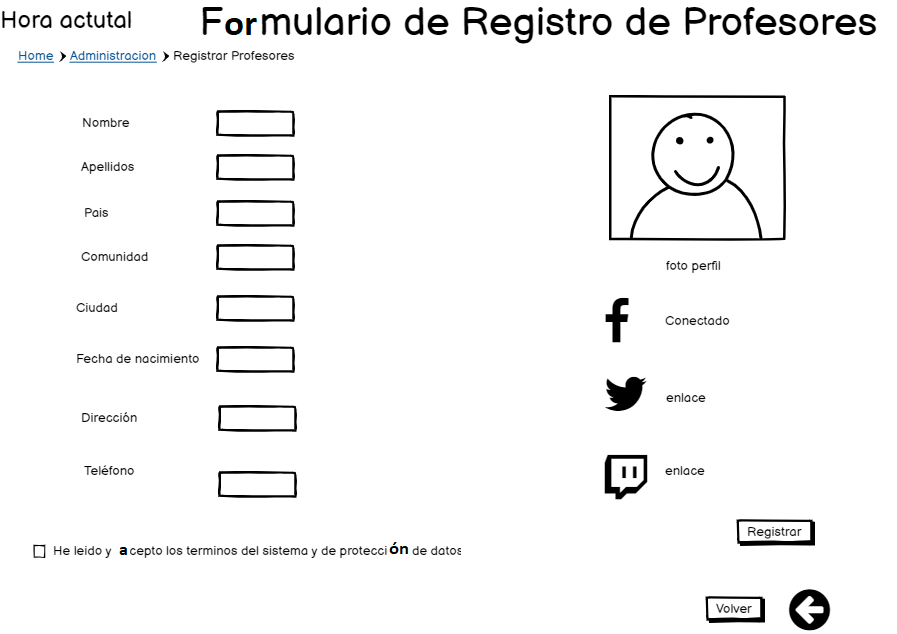 Hora actutal
Formulario de Registro de Profesores
Home Administracion Registrar Profesores
Nombre
Apellidos
Pais
Comunidad
Ciudad
Fecha de nacimiento
Dirección
Teléfono
foto perfil
Conectado
enlace
enlace
Registrar
He leido y acepto los terminos del sistema y de protección de datos
Volver